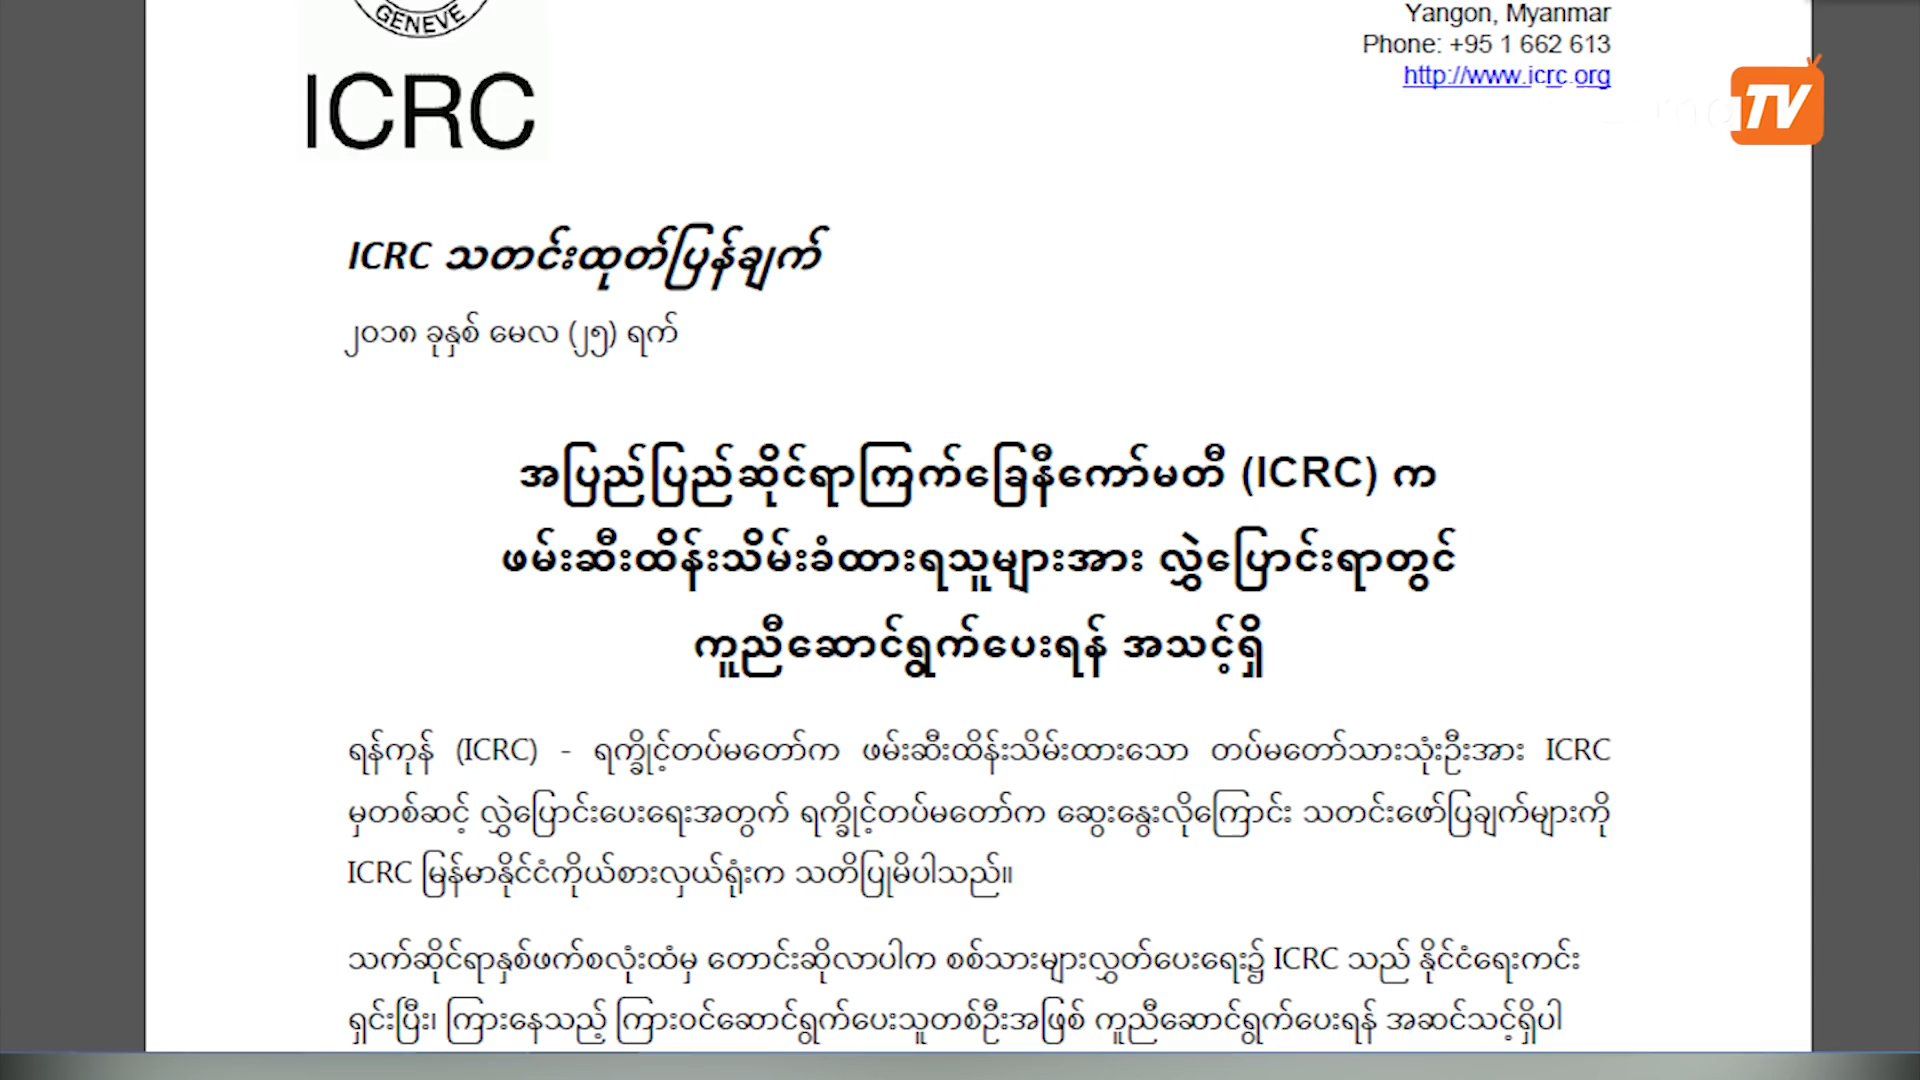 GENEVE
ICRC
Yangon, Myanmar
Phone: +95 1 662 613
http://www.icrc.org
TV
ICRC သတင်းထုတ်ပြန်ချက်
၂၀၁၈ ခုနှစ် မေလ (၂၅) ရက်
အပြည်ပြည်ဆိုင်ရာကြက်ခြေနီကော်မတီ (ICRC) က
ဖမ်းဆီးထိန်းသိမ်းခံထားရသူများအား လွှဲပြောင်းရာတွင်
ကူညီဆောင်ရွက်ပေးရန် အသင့်ရှိ
ရန်ကုန် (ICRC) - ရက္ခိုင့်တပ်မတော်က ဖမ်းဆီးထိန်းသိမ်းထားသော တပ်မတော်သားသုံးဦးအား ICRC
မှတစ်ဆင့် လွှဲပြောင်းပေးရေးအတွက် ရက္ခိုင့်တပ်မတော်က ဆွေးနွေးလိုကြောင်း သတင်းဖော်ပြချက်များကို
ICRC မြန်မာနိုင်ငံကိုယ်စားလှယ်ရုံးက သတိပြုမိပါသည်။
သက်ဆိုင်ရာနှစ်ဖက်စလုံးထံမှ တောင်းဆိုလာပါက စစ်သားများလွှတ်ပေးရေး၌ ICRC သည် နိုင်ငံရေးကင်း
ရှင်းပြီး၊ ကြားနေသည့် ကြားဝင်ဆောင်ရွက်ပေးသူတစ်ဦးအဖြစ် ကူညီဆောင်ရွက်ပေးရန် အဆင်သင့်ရှိပါ